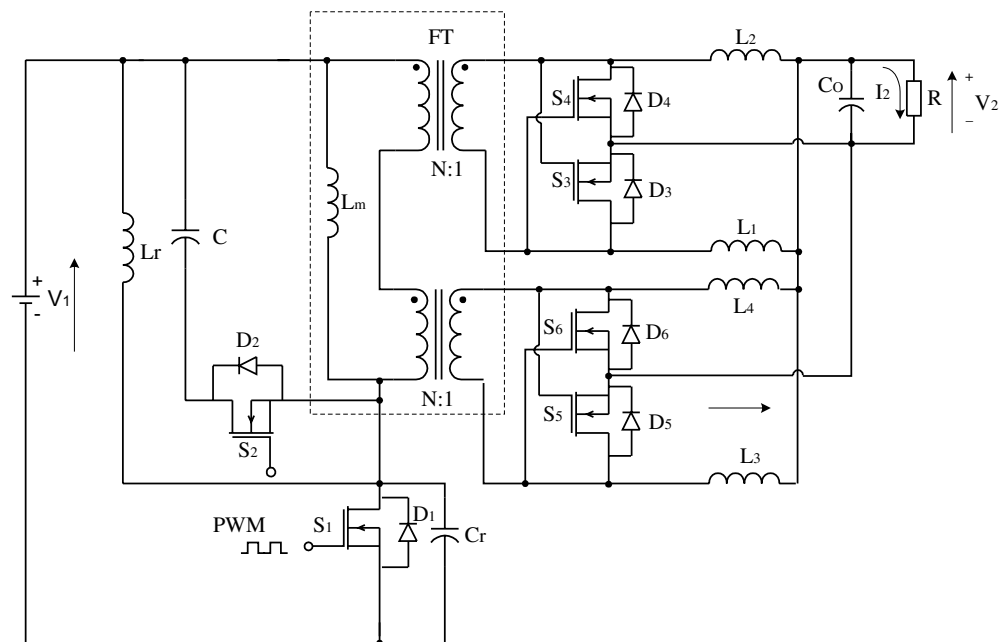 FT
L2
S4
D4
CO
I2
R
+
V2
−
N:1
S3
D3
Lm
L1
Lr
C
+
V1
-
L4
S6
D6
D2
N:1
S5
D5
S2
L3
PWM
S1
D1
Cr